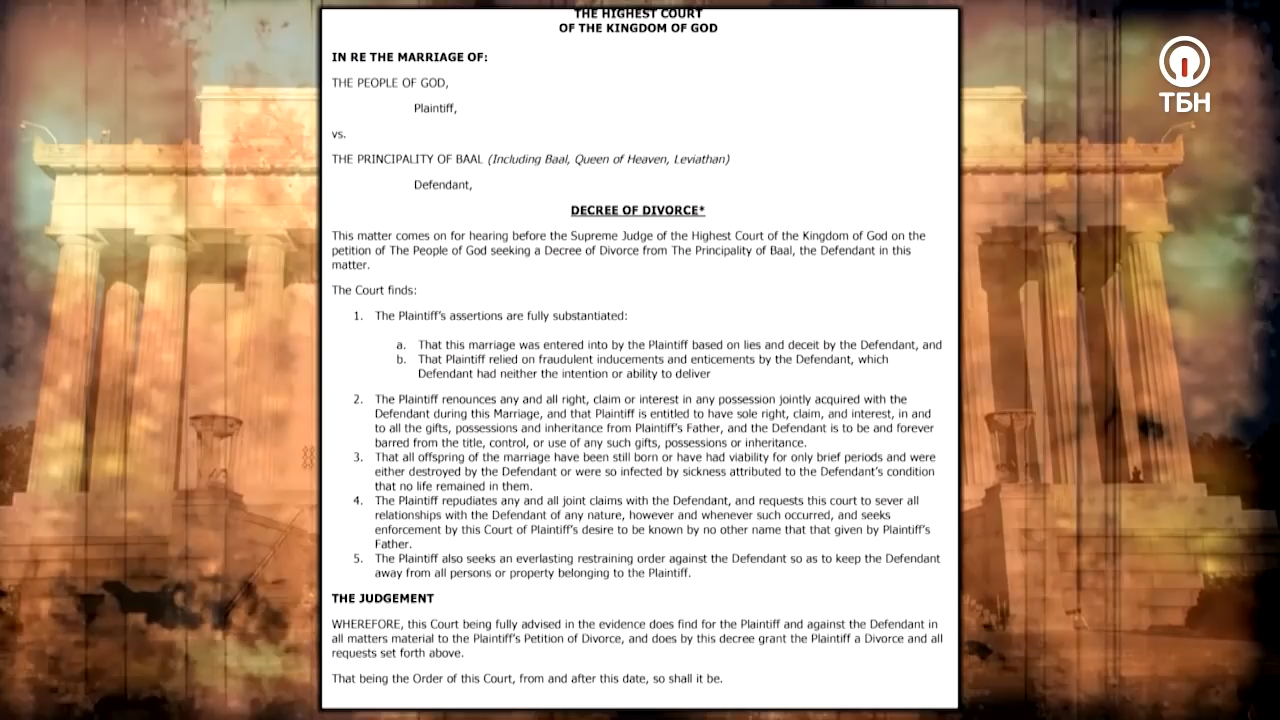 THE HIGHEST COURT
OF THE KINGDOM OF GOD
IN RE THE MARRIAGE OF:
THE PEOPLE OF GOD,
Plaintiff,
vs.
THE PRINCIPALITY OF BAAL (Including Baal, Queen of Heaven, Leviathan)
Defendant,
DECREE OF DIVORCE*
This matter comes on for hearing before the Supreme Judge of the Highest Court of the Kingdom of God on the
petition of The People of God seeking a Decree of Divorce from The Principality of Baal, the Defendant in this
matter.
The Court finds:
1. The Plaintiff's assertions are fully substantiated:
a. That this marriage was entered into by the Plaintiff based on lies and deceit by the Defendant, and
b. That Plaintiff relied on fraudulent inducements and enticements by the Defendant, which
Defendant had neither the intention or ability to deliver
2. The Plaintiff renounces any and all right, claim or interest in any possession jointly acquired with the
Defendant during this Marriage, and that Plaintiff is entitled to have sole right, claim, and interest, in and
to all the gifts, possessions and inheritance from Plaintiff's Father, and the Defendant is to be and forever
barred from the title, control, or use of any such gifts, possessions or inheritance.
3. That all offspring of the marriage have been still born or have had viability for only brief periods and were
either destroyed by the Defendant or were so infected by sickness attributed to the Defendant's condition
that no life remained in them.
4. The Plaintiff repudiates any and all joint claims with the Defendant, and requests this court to sever all
relationships with the Defendant of any nature, however and whenever such occurred, and seeks
enforcement by this Court of Plaintiff's desire to be known by no other name that that given by Plaintiff's
Father.
5. The Plaintiff also seeks an everlasting restraining order against the Defendant so as to keep the Defendant
away from all persons or property belonging to the Plaintiff.
THE JUDGEMENT
WHEREFORE, this Court being fully advised in the evidence does find for the Plaintiff and against the Defendant in
all matters material to the Plaintiff's Petition of Divorce, and does by this decree grant the Plaintiff a Divorce and all
requests set forth above.
That being the Order of this Court, from and after this date, so shall it be.
ТБН